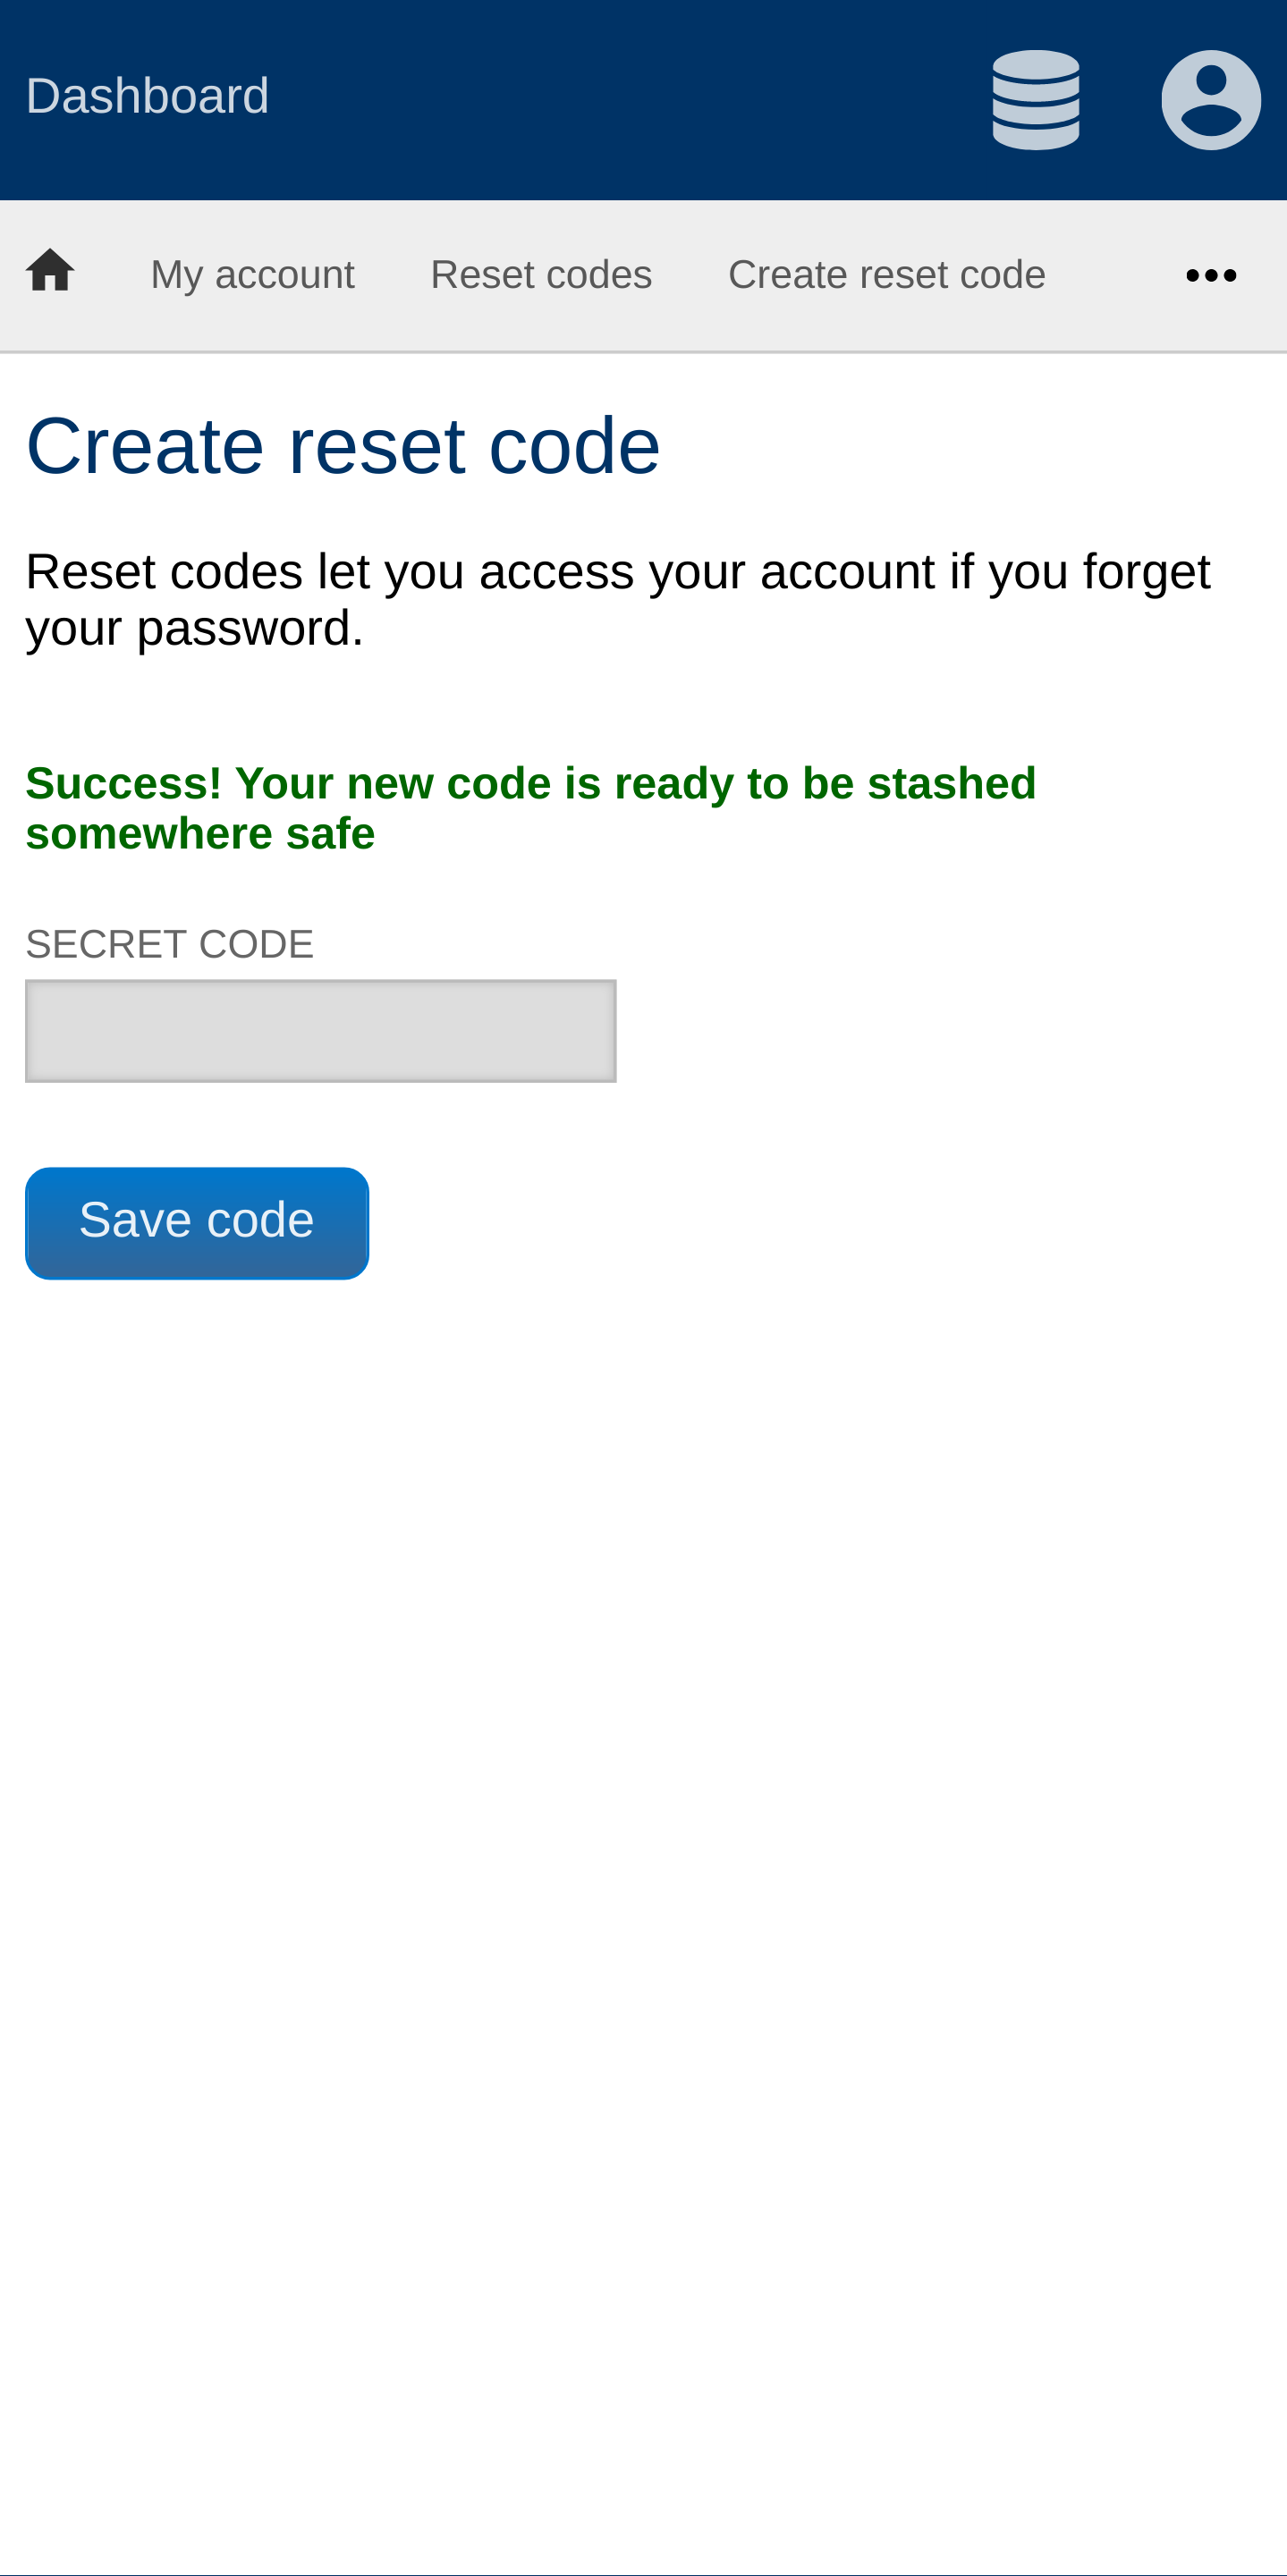 Dashboard
My account Reset codes Create reset code
Create reset code
Reset codes let you access your account if you forget
your password.
Success! Your new code is ready to be stashed
somewhere safe
SECRET CODE
Save code